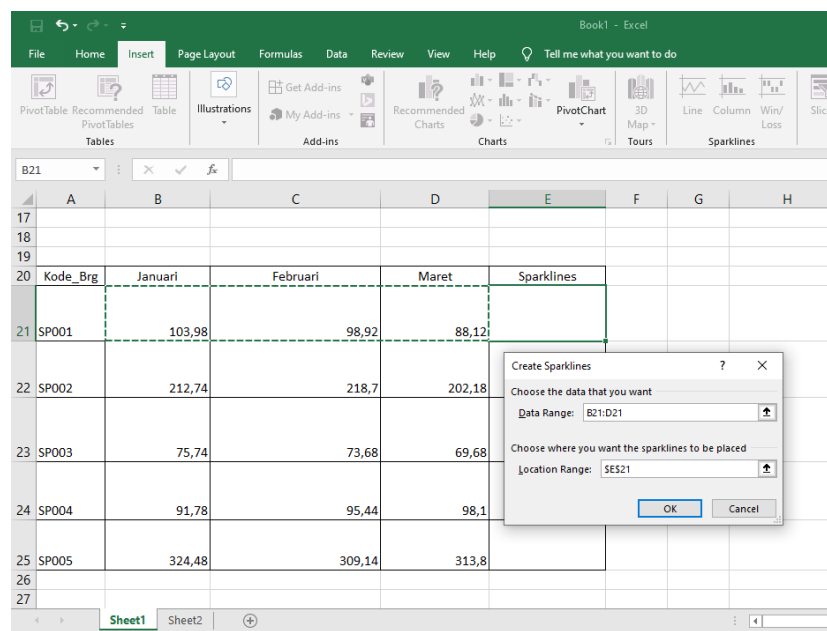 Book1 - Excel
File Home Insert Page Layout Formulas Data Review View Help Tell me what you want to do
PivotTable Recommended PivotTables Table
Illustrations
Get Add-ins
My Add-ins
Recommended Charts
PivotChart
3D Map
Line Column Win/Loss
Slic
Tables Add-ins Charts Tours Sparklines
B21 fx
A B C D E F G H
17
18
19
20 Kode_Brg Januari Februari Maret Sparklines
21 SP001 103,98 98,92 88,12
22 SP002 212,74 218,7 202,18
23 SP003 75,74 73,68 69,68
24 SP004 91,78 95,44 98,1
25 SP005 324,48 309,14 313,8
26
27
Create Sparklines ?
Choose the data that you want
Data Range: B21:D21
Choose where you want the sparklines to be placed
Location Range: $E$21
OK Cancel
Sheet1 Sheet2